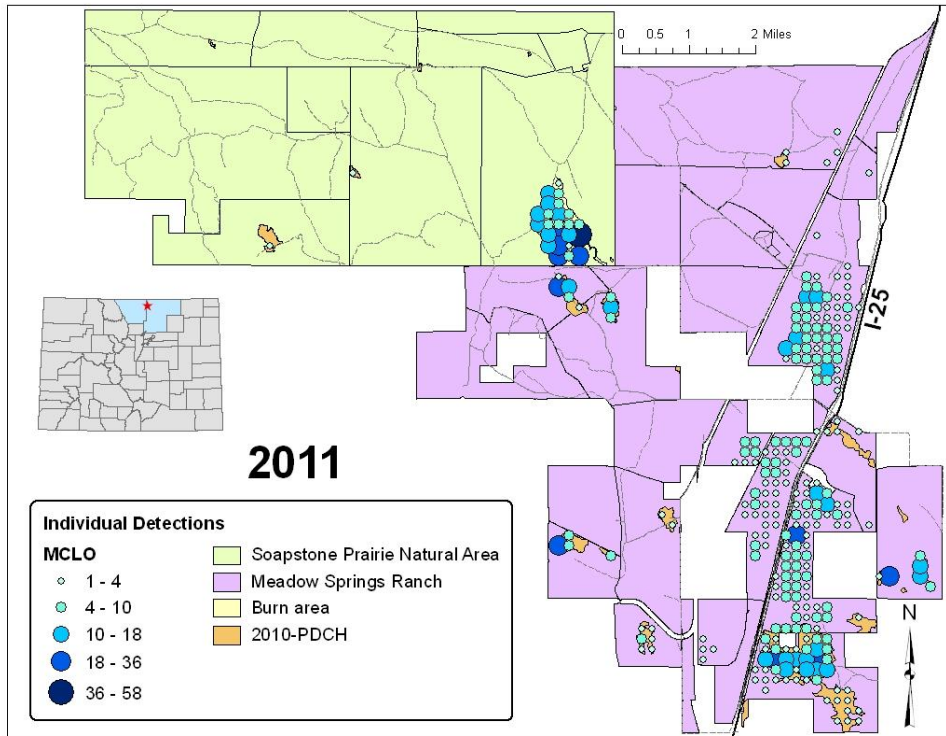 0 0.5 1 2 Miles
I-25
2011
Individual Detections
MCLO
1 - 4
4 - 10
10 - 18
18 - 36
36 - 58
Soapstone Prairie Natural Area
Meadow Springs Ranch
Burn area
2010-PDCH
N